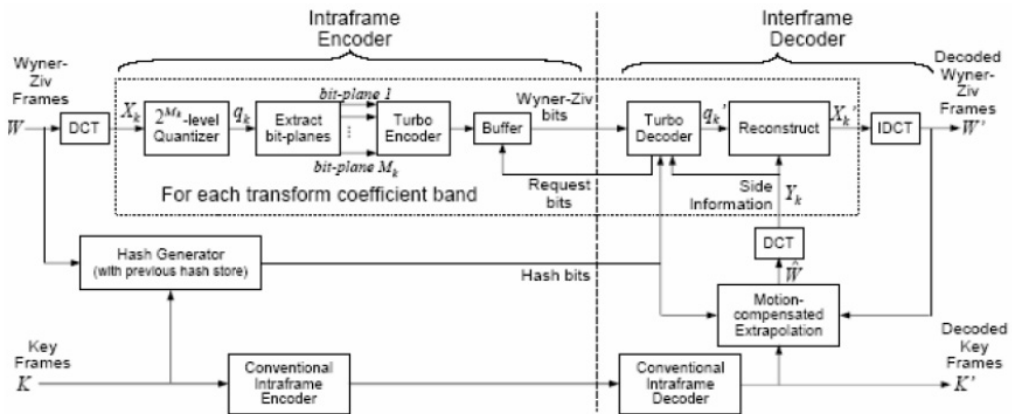 Intraframe
Encoder
Interframe
Decoder
Wyner-
Ziv
Frames
W
DCT
X_k
2^{M_k}-level
Quantizer
q_k
Extract
bit-planes
bit-plane 1
⋮
bit-plane M_k
Turbo
Encoder
Buffer
Wyner-Ziv
bits
Turbo
Decoder
q_k'
Reconstruct
X_k'
IDCT
Decoded
Wyner-
Ziv
Frames
W'
For each transform coefficient band
Request
bits
Side
Information
Y_k
DCT
Ŵ
Hash Generator
(with previous hash store)
Hash bits
Motion-
compensated
Extrapolation
Key
Frames
K
Conventional
Intraframe
Encoder
Conventional
Intraframe
Decoder
Decoded
Key
Frames
K'